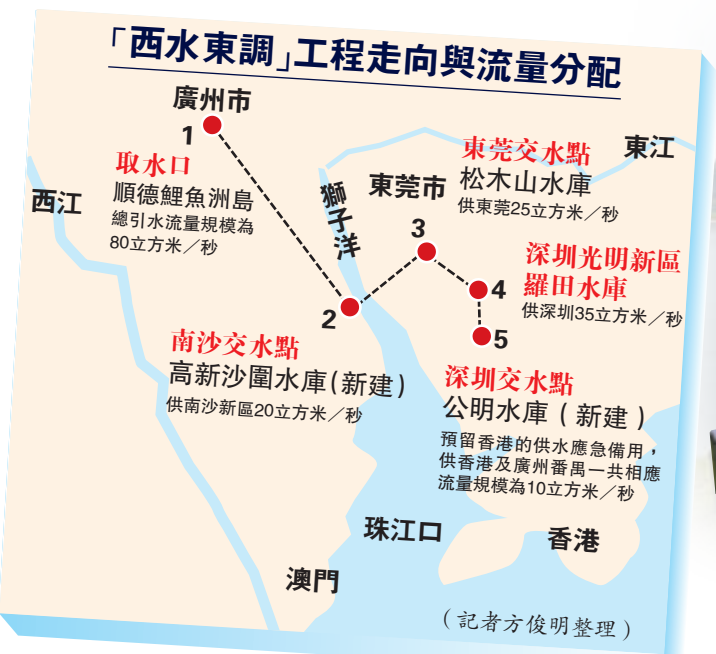 「西水東調」工程走向與流量分配
廣州市
1
取水口
順德鯉魚洲島
總引水流量規模為
80立方米／秒
西江
獅子洋
東莞市
3
東莞交水點
松木山水庫
供東莞25立方米／秒
東江
深圳光明新區
羅田水庫
供深圳35立方米／秒
4
2
南沙交水點
高新沙圍水庫(新建)
供南沙新區20立方米／秒
5
深圳交水點
公明水庫(新建)
預留香港的供水應急備用，
供香港及廣州番禺一共相應
流量規模為10立方米／秒
珠江口
香港
澳門
(記者方俊明整理)